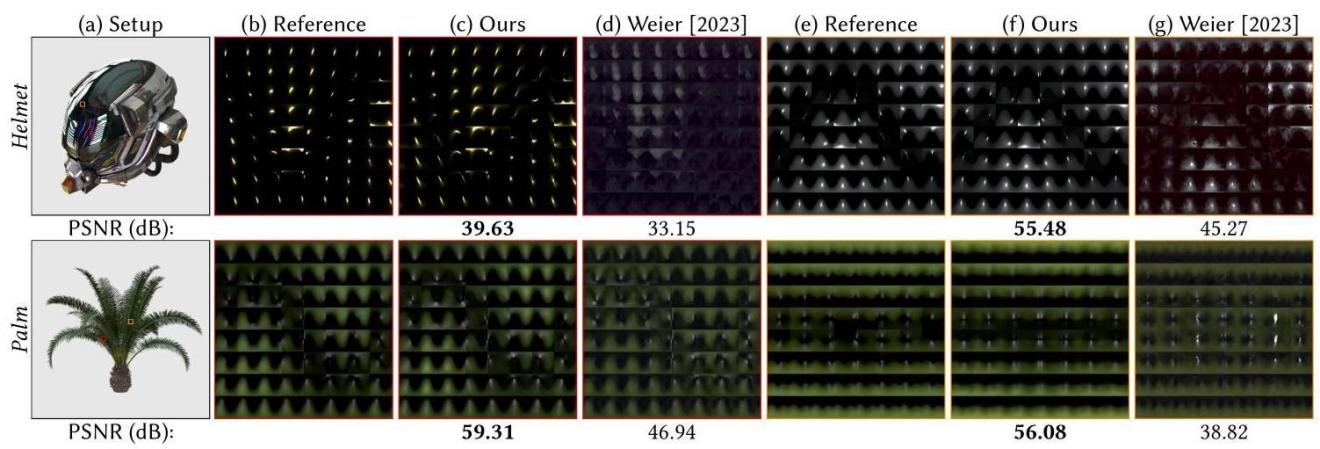 (a) Setup (b) Reference (c) Ours (d) Weier [2023] (e) Reference (f) Ours (g) Weier [2023]
Helmet
PSNR (dB): 39.63 33.15 55.48 45.27
Palm
PSNR (dB): 59.31 46.94 56.08 38.82